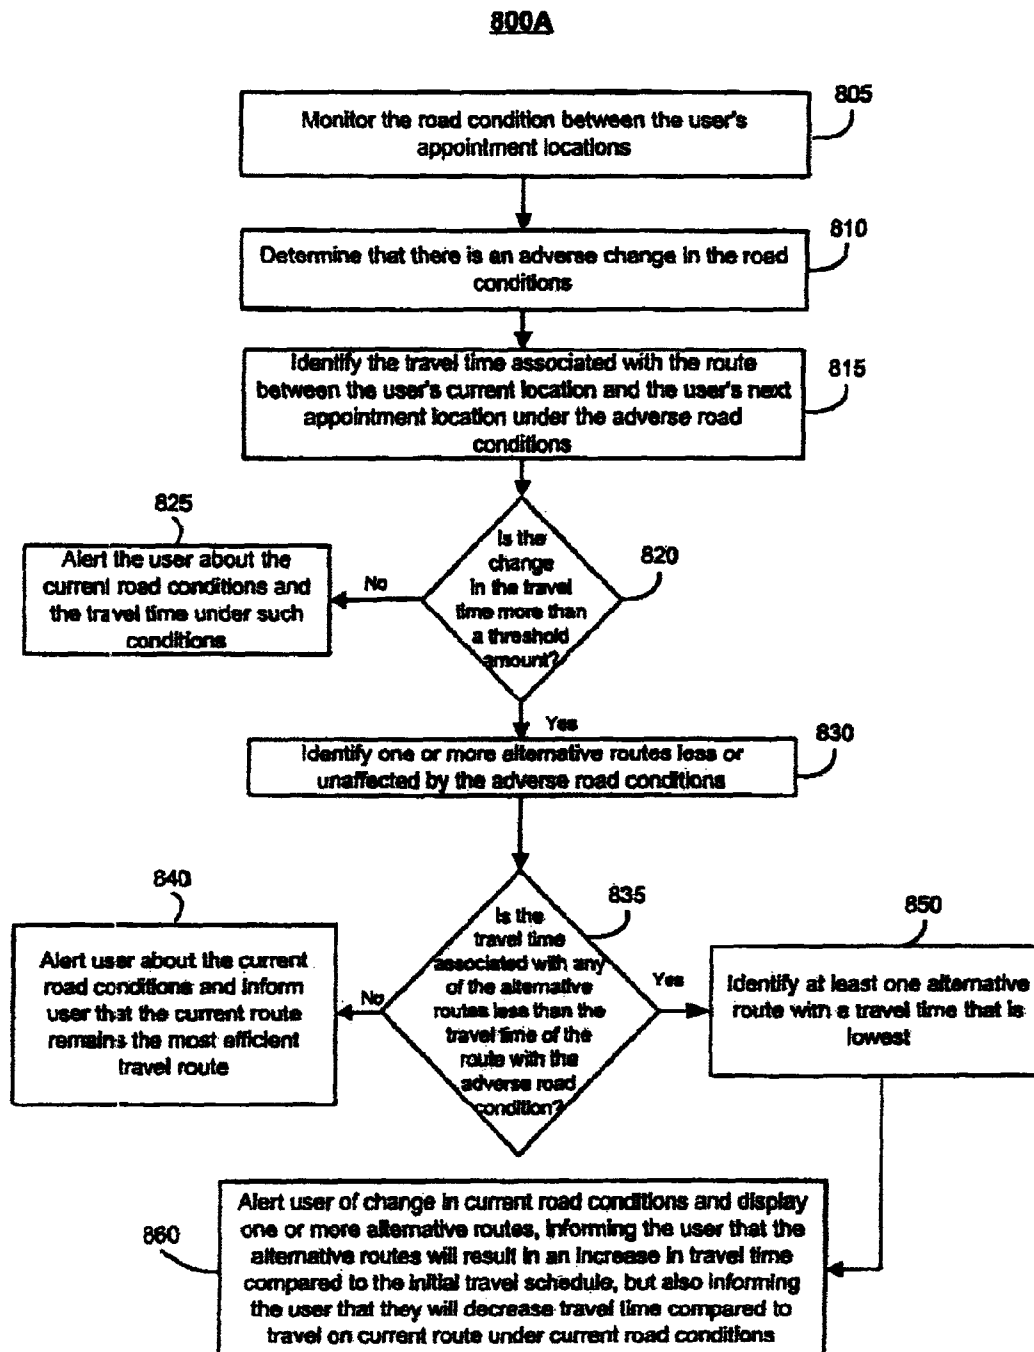 800A
805
Monitor the road condition between the user's
appointment locations
810
Determine that there is an adverse change in the road
conditions
815
Identify the travel time associated with the route
between the user's current location and the user's next
appointment location under the adverse road
conditions
820
Is the
change
in the travel
time more than
a threshold
amount?
No
825
Alert the user about the
current road conditions and
the travel time under such
conditions
Yes
830
Identify one or more alternative routes less or
unaffected by the adverse road conditions
835
Is the
travel time
associated with any
of the alternative
routes less than the
travel time of the
route with the
adverse road
condition?
No
840
Alert user about the current
road conditions and inform
user that the current route
remains the most efficient
travel route
Yes
850
Identify at least one alternative
route with a travel time that is
lowest
860
Alert user of change in current road conditions and display
one or more alternative routes, informing the user that the
alternative routes will result in an increase in travel time
compared to the initial travel schedule, but also informing
the user that they will decrease travel time compared to
travel on current route under current road conditions